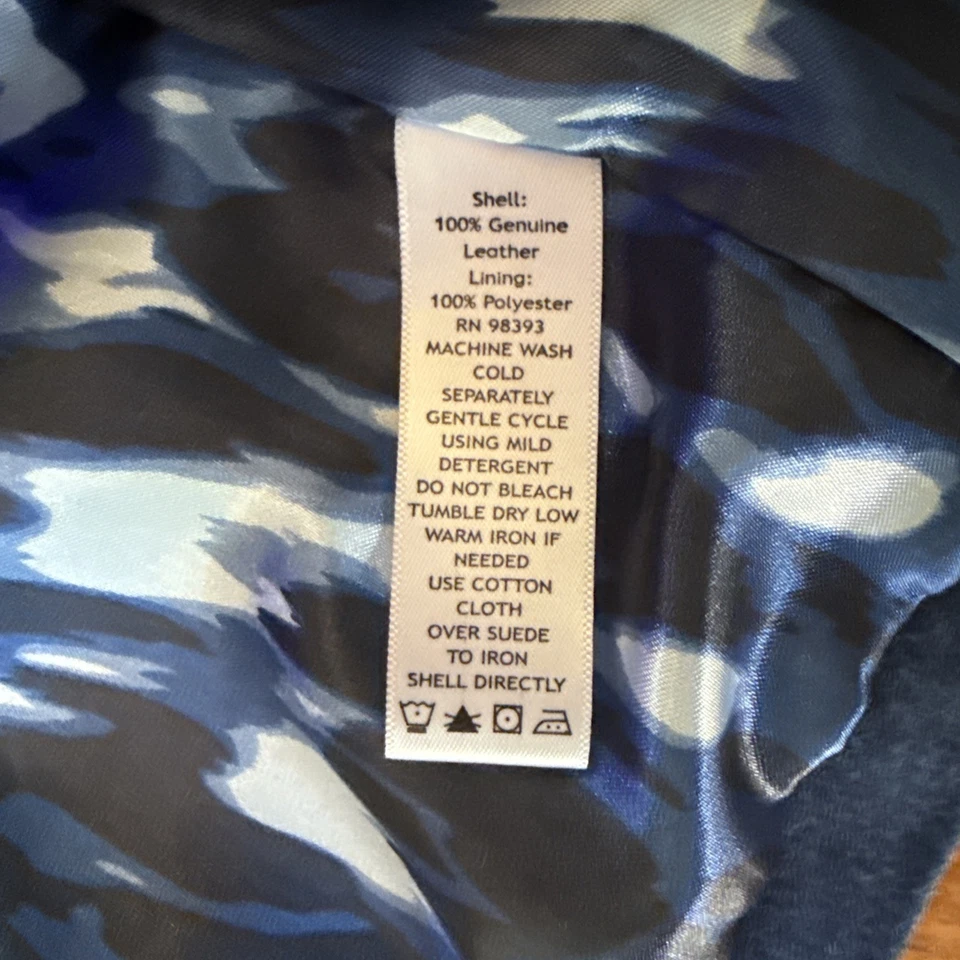 Shell:
100% Genuine
Leather
Lining:
100% Polyester
RN 98393
MACHINE WASH
COLD
SEPARATELY
GENTLE CYCLE
USING MILD
DETERGENT
DO NOT BLEACH
TUMBLE DRY LOW
WARM IRON IF
NEEDED
USE COTTON
CLOTH
OVER SUEDE
TO IRON
SHELL DIRECTLY